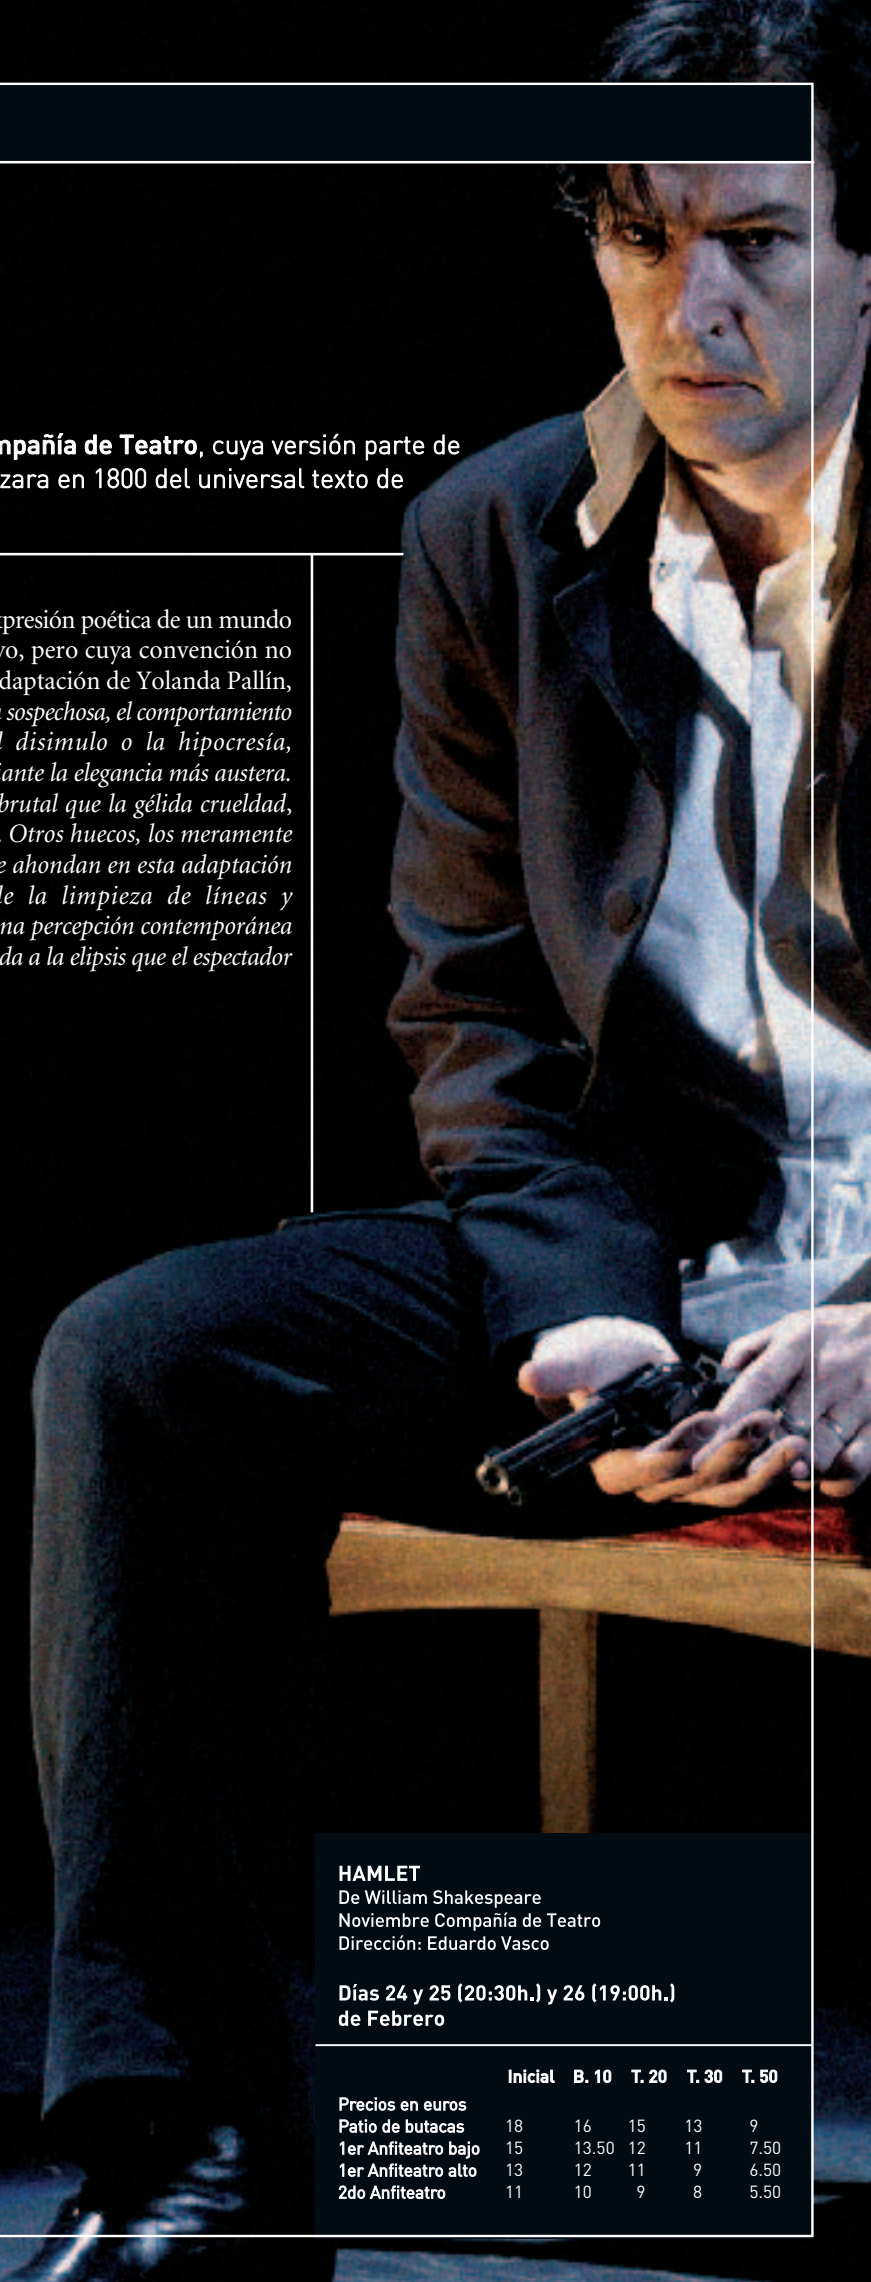 mpañía de Teatro, cuya versión parte de
zara en 1800 del universal texto de
xpresión poética de un mundo
vo, pero cuya convención no
daptación de Yolanda Pallín,
a sospechosa, el comportamiento
l disimulo o la hipocresía,
iante la elegancia más austera.
brutal que la gélida crueldad,
. Otros huecos, los meramente
e ahondan en esta adaptación
de la limpieza de líneas y
na percepción contemporánea
da a la elipsis que el espectador
HAMLET
De William Shakespeare
Noviembre Compañía de Teatro
Dirección: Eduardo Vasco
Días 24 y 25 (20:30h.) y 26 (19:00h.)
de Febrero
Inicial B. 10 T. 20 T. 30 T. 50
Precios en euros
Patio de butacas 18 16 15 13 9
1er Anfiteatro bajo 15 13.50 12 11 7.50
1er Anfiteatro alto 13 12 11 9 6.50
2do Anfiteatro 11 10 9 8 5.50